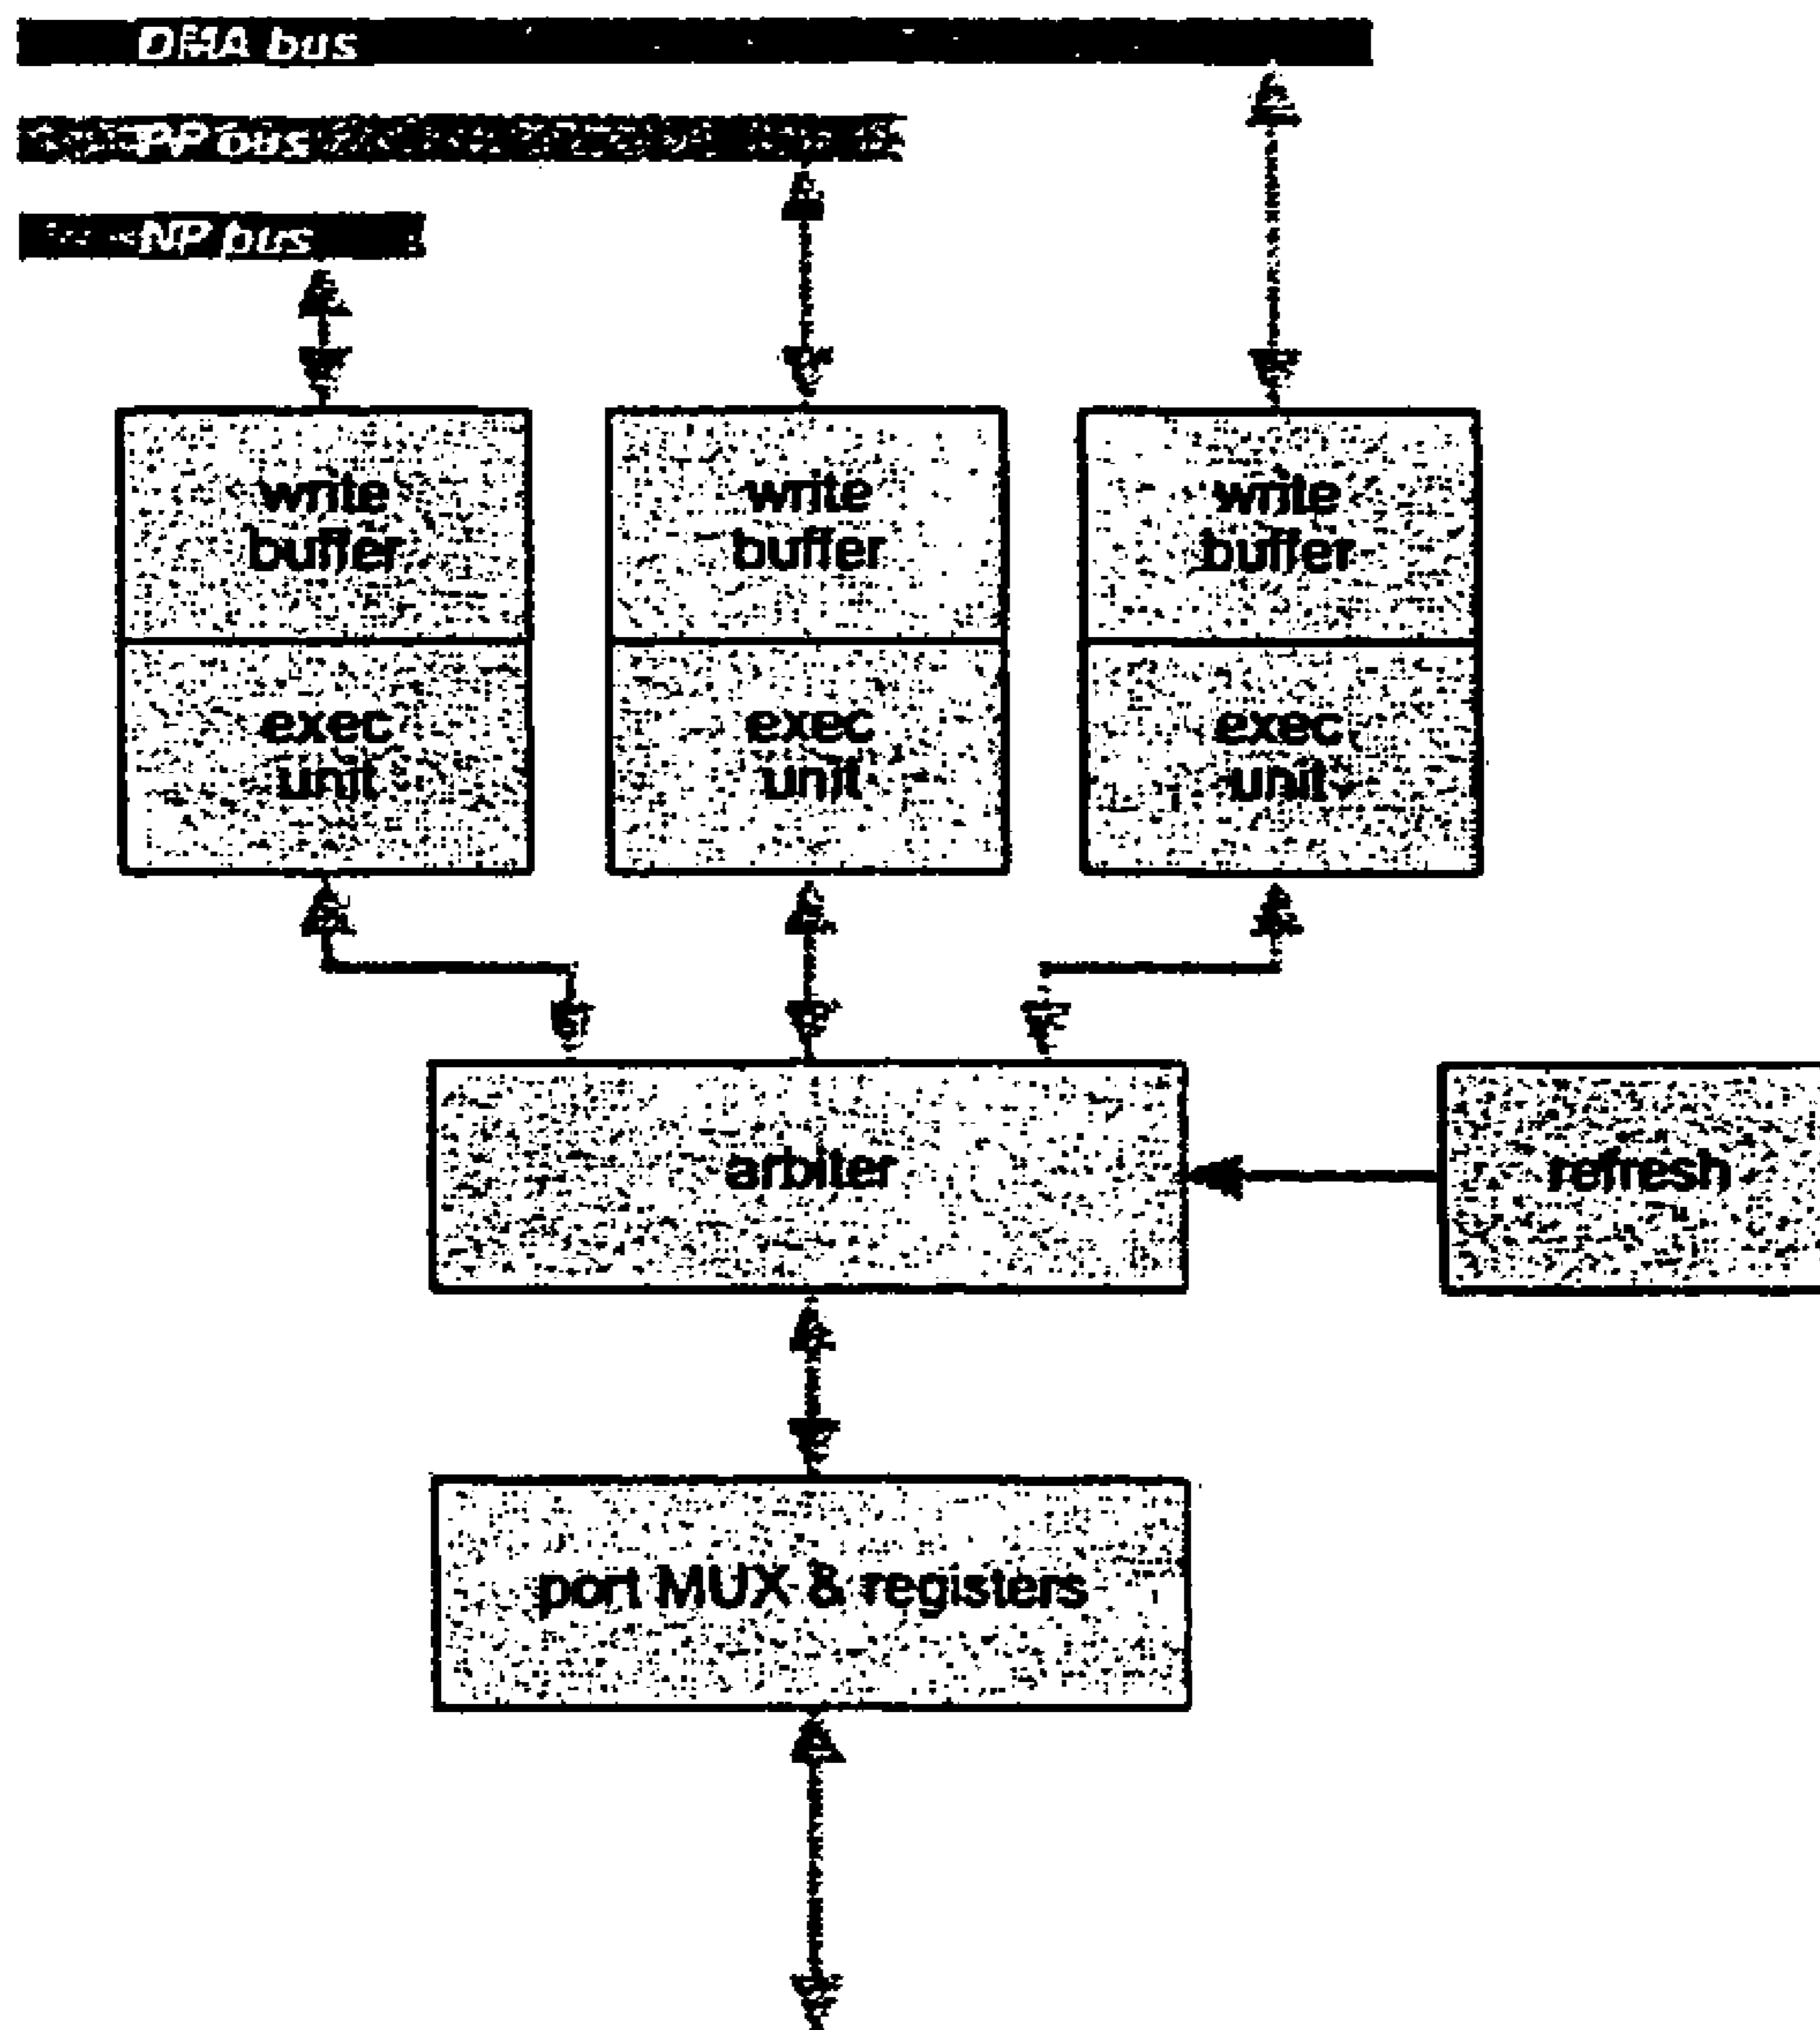 DMA bus
PP bus
NP bus
write
buffer
write
buffer
write
buffer
exec
unit
exec
unit
exec
unit
arbiter
refresh
port MUX & registers